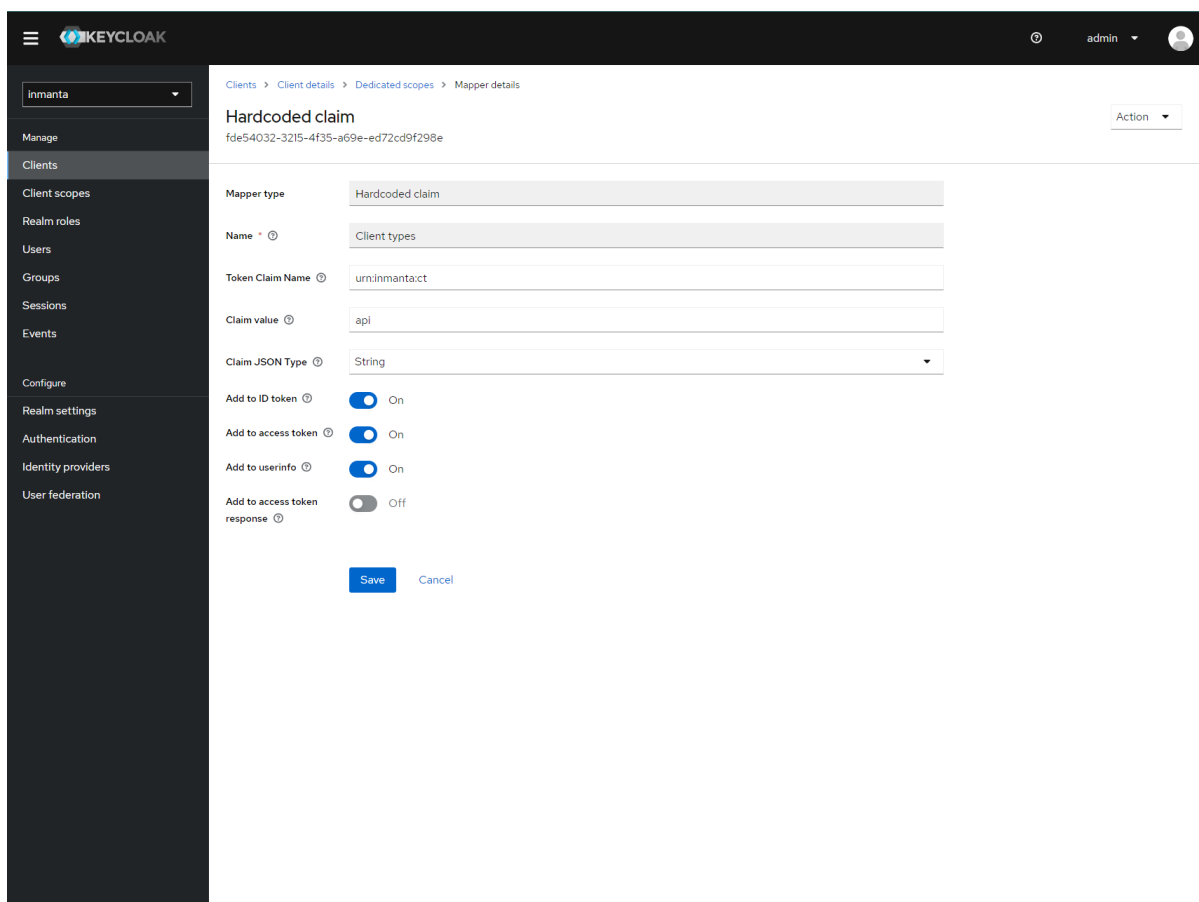 KEYCLOAK
admin
inmanta
Manage
Clients
Client scopes
Realm roles
Users
Groups
Sessions
Events
Configure
Realm settings
Authentication
Identity providers
User federation
Clients > Client details > Dedicated scopes > Mapper details
Hardcoded claim
fde54032-3215-4f35-a69e-ed72cd9f298e
Action
Mapper type Hardcoded claim
Name * Client types
Token Claim Name urn:inmanta:ct
Claim value api
Claim JSON Type String
Add to ID token On
Add to access token On
Add to userinfo On
Add to access token
response Off
Save Cancel